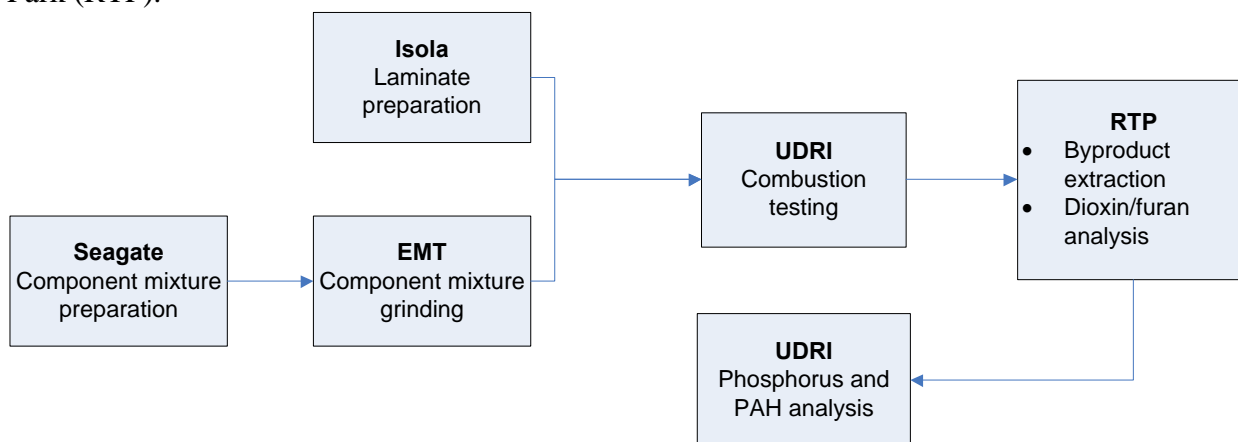 Park (RTP).
Isola
Laminate
preparation
Seagate
Component mixture
preparation
EMT
Component mixture
grinding
UDRI
Combustion
testing
RTP
• Byproduct
extraction
• Dioxin/furan
analysis
UDRI
Phosphorus and
PAH analysis